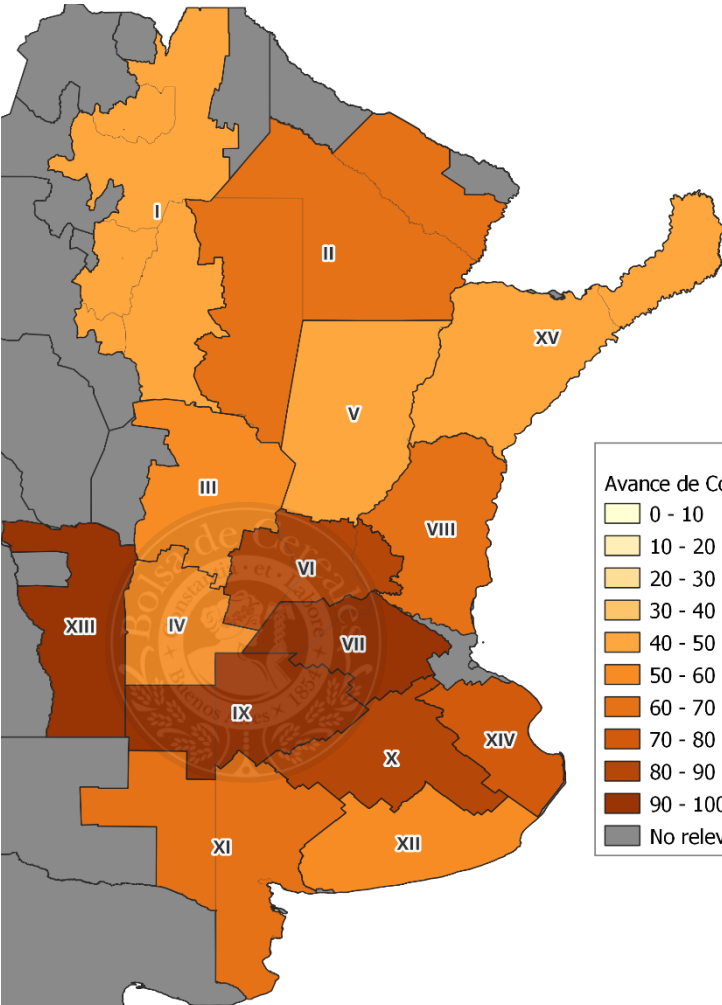 I
II
XV
V
III
VIII
VI
XIII
IV
VII
IX
XIV
X
XI
XII
Avance de Co
0 - 10
10 - 20
20 - 30
30 - 40
40 - 50
50 - 60
60 - 70
70 - 80
80 - 90
90 - 100
No relev
Bolsa de Cereales
Buenos Aires
1854